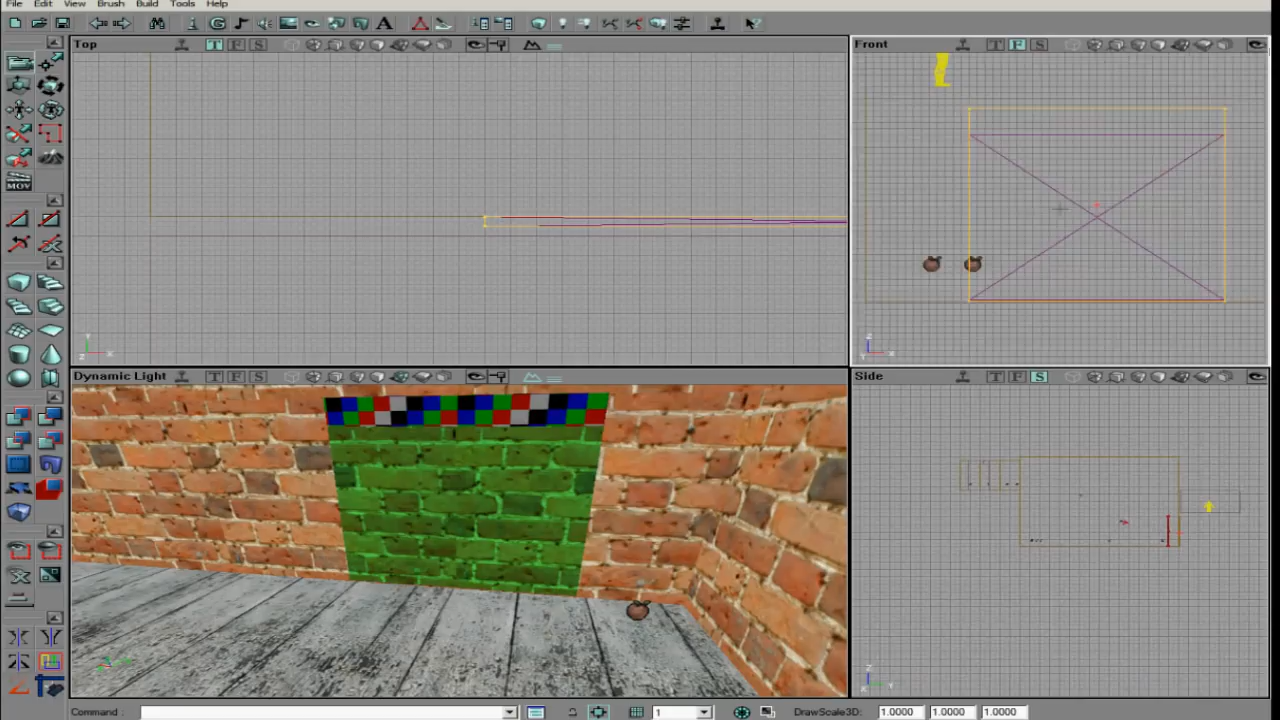 File Edit View Brush Build Tools Help
Top T F S
Front T F S
MOV
Dynamic Light T F S
Side T F S
Command : 1 DrawScale3D: 1.0000 1.0000 1.0000